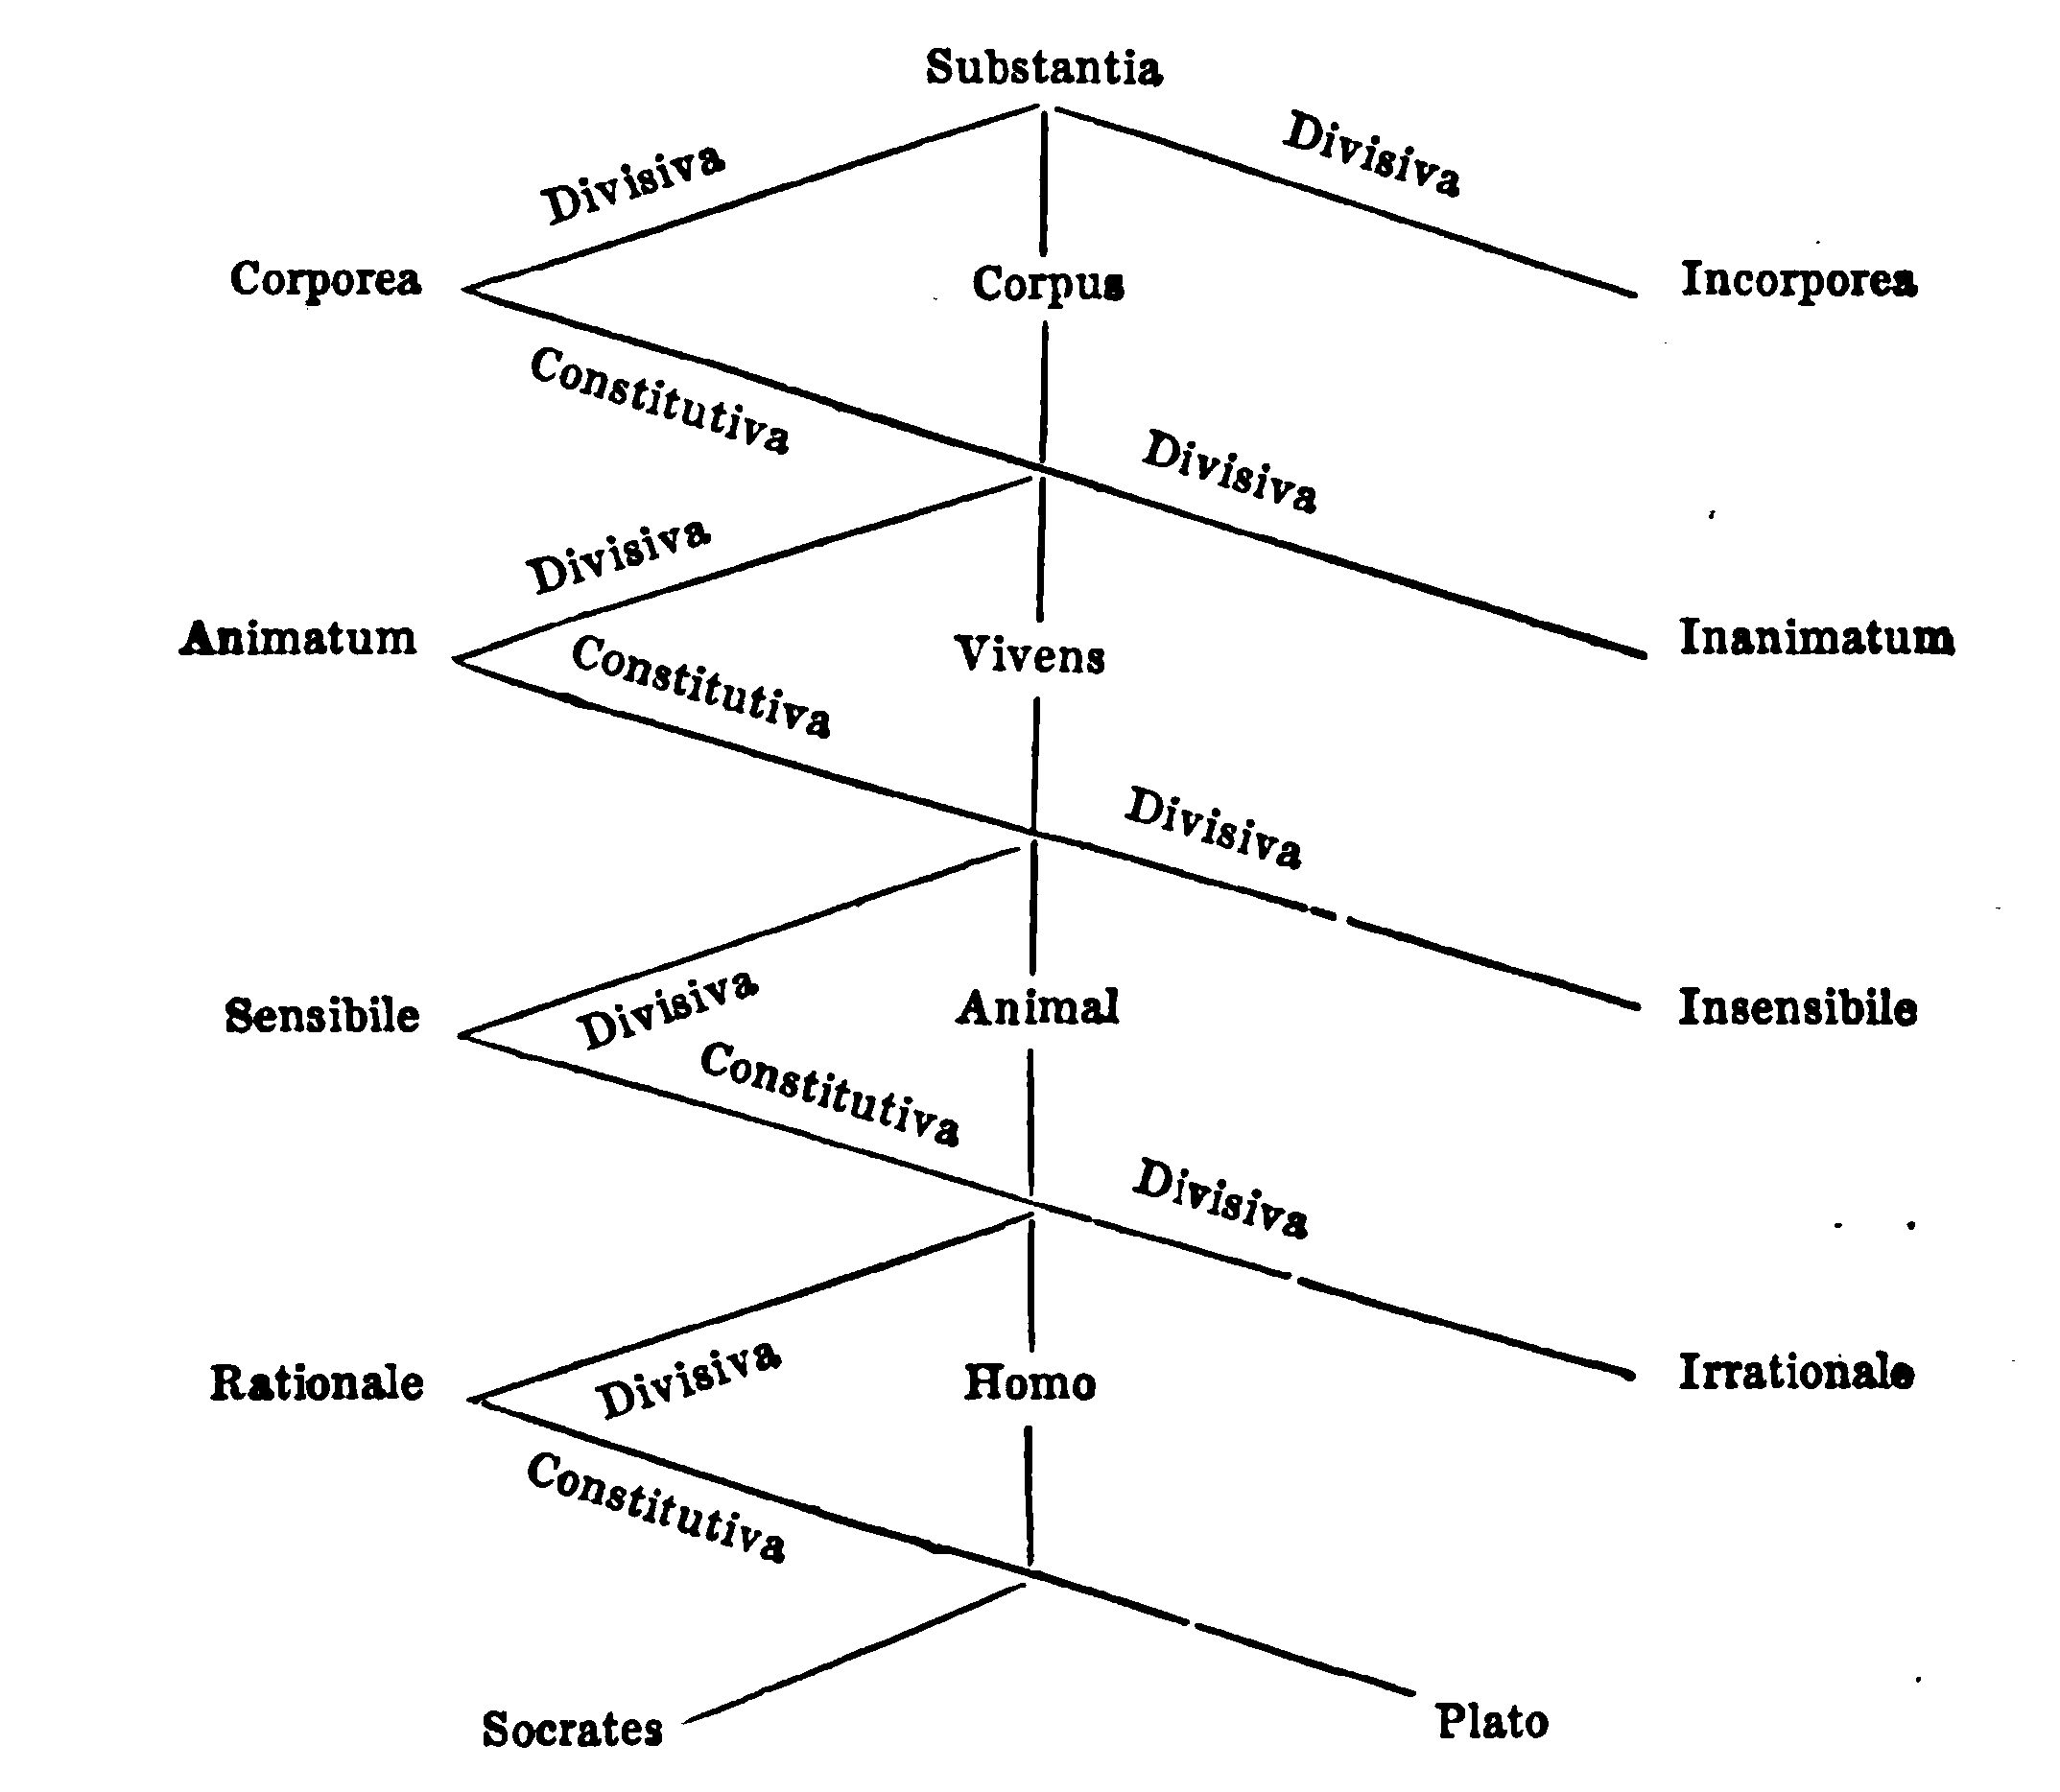 Substantia
Divisiva
Divisiva
Corporea
Corpus
Incorporea
Constitutiva
Divisiva
Divisiva
Animatum
Vivens
Inanimatum
Constitutiva
Divisiva
Divisiva
Sensibile
Animal
Insensibile
Constitutiva
Divisiva
Divisiva
Rationale
Homo
Irrationale
Constitutiva
Socrates
Plato